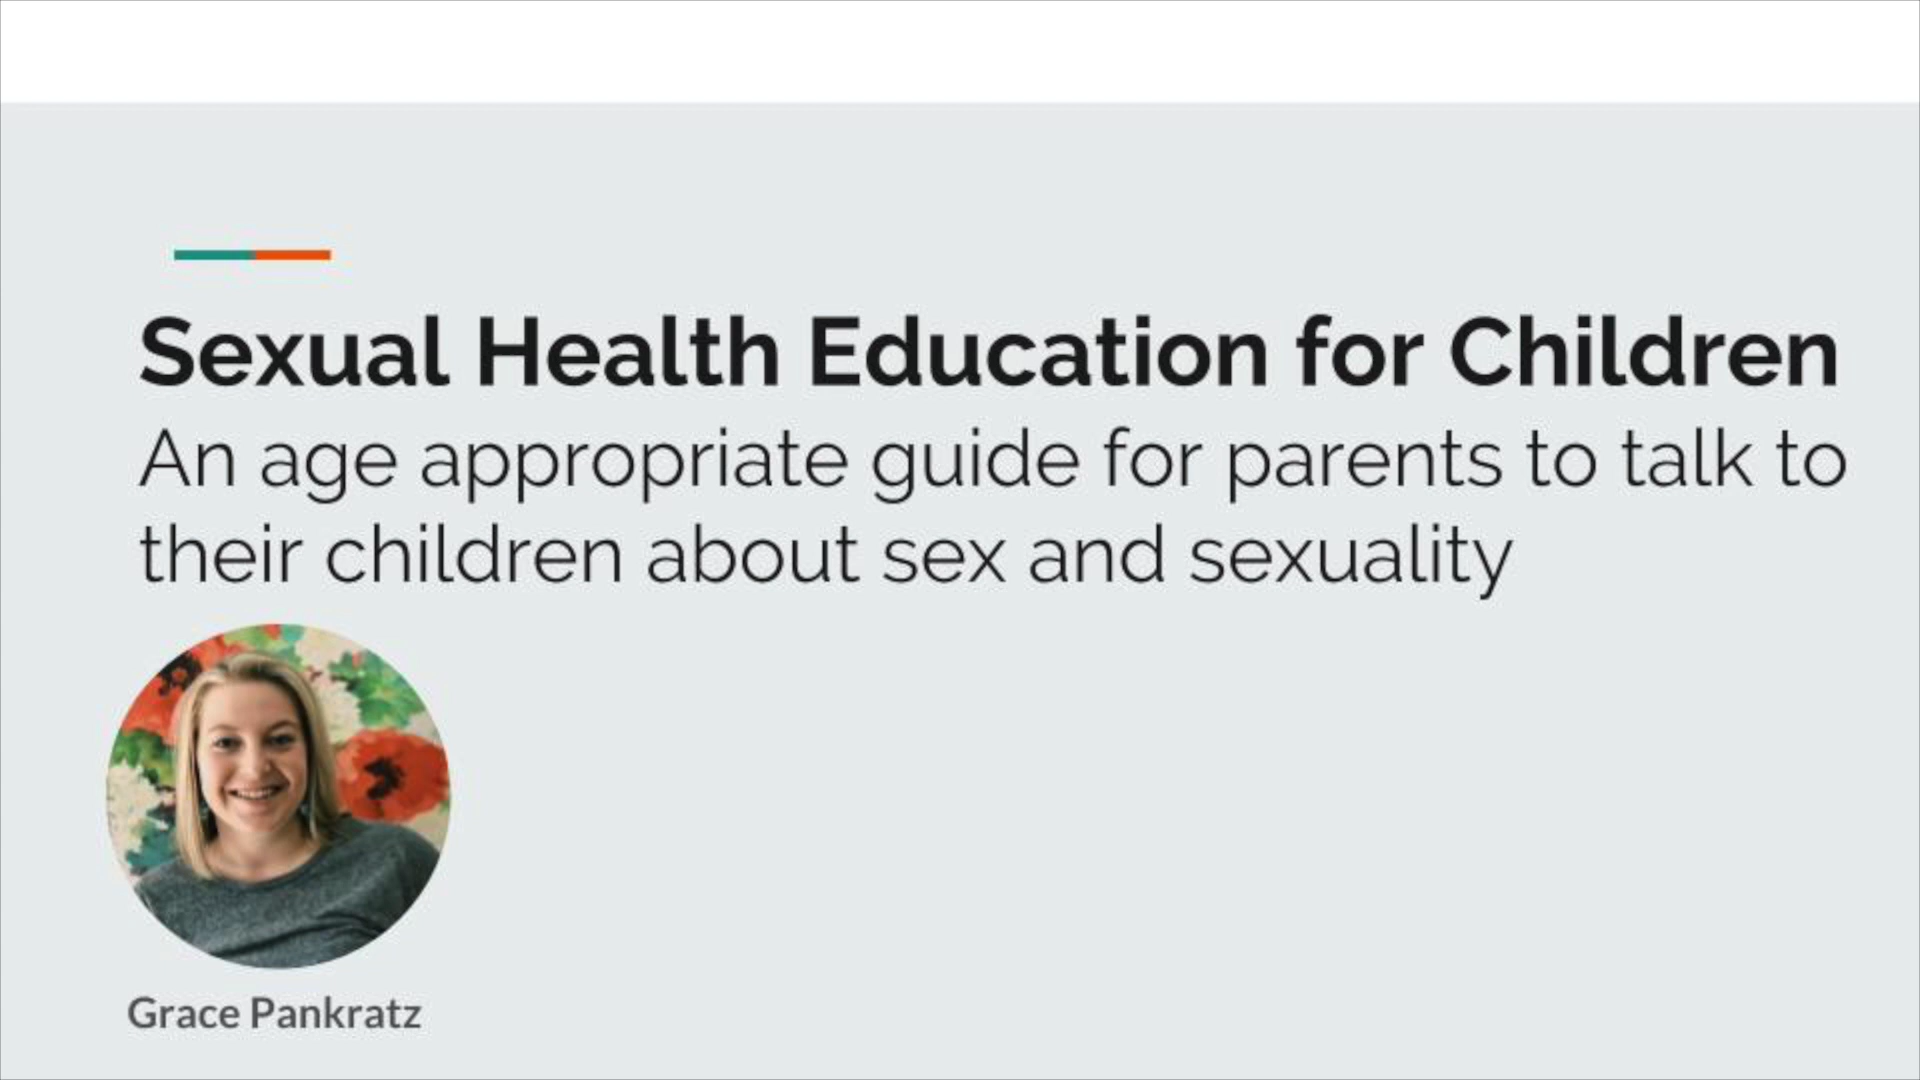 Sexual Health Education for Children
An age appropriate guide for parents to talk to
their children about sex and sexuality
Grace Pankratz